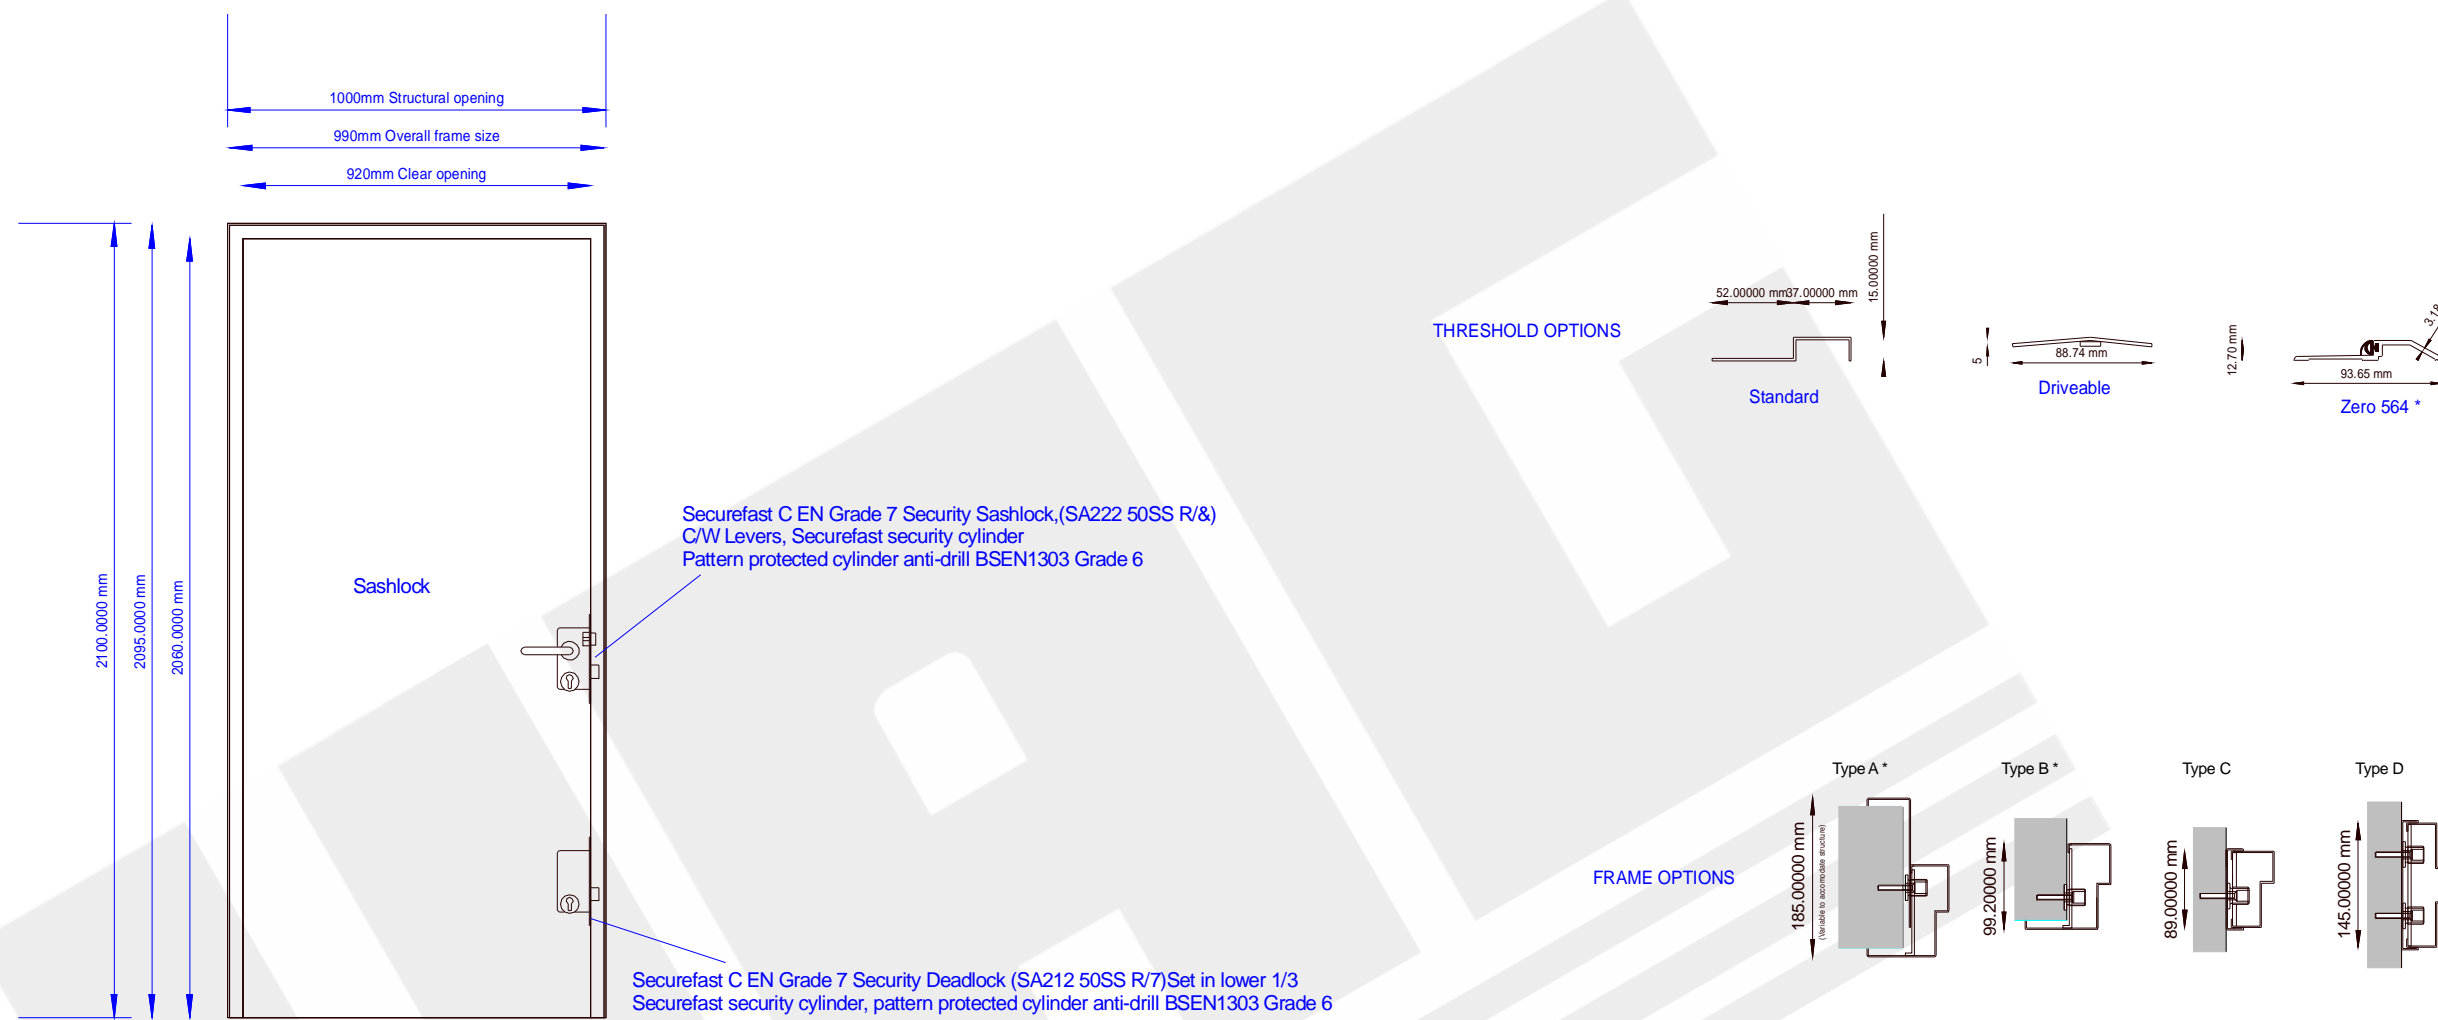 1000mm Structural opening
990mm Overall frame size
920mm Clear opening
2100.0000 mm
2095.0000 mm
2060.0000 mm
Sashlock
Securefast C EN Grade 7 Security Sashlock,(SA222 50SS R/&)
C/W Levers, Securefast security cylinder
Pattern protected cylinder anti-drill BSEN1303 Grade 6
Securefast C EN Grade 7 Security Deadlock (SA212 50SS R/7)Set in lower 1/3
Securefast security cylinder, pattern protected cylinder anti-drill BSEN1303 Grade 6
THRESHOLD OPTIONS
52.00000 mm
37.00000 mm
15.00000 mm
Standard
5
88.74 mm
Driveable
12.70 mm
93.65 mm
Zero 564 *
FRAME OPTIONS
Type A *
185.00000 mm
(Variable to accomodate structure)
Type B *
99.20000 mm
Type C
89.00000 mm
Type D
145.00000 mm